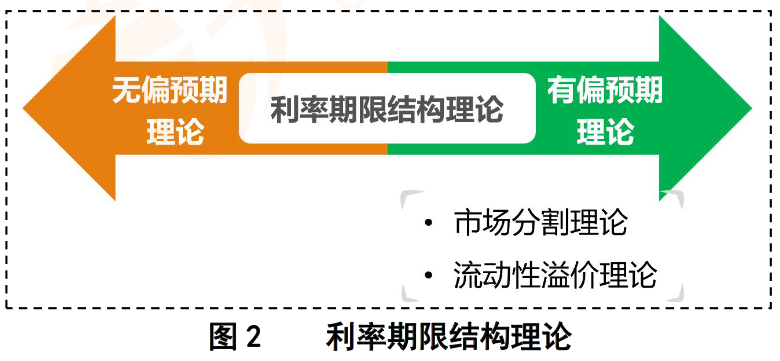 无偏预期
理论
利率期限结构理论
有偏预期
理论
• 市场分割理论
• 流动性溢价理论
图 2 利率期限结构理论